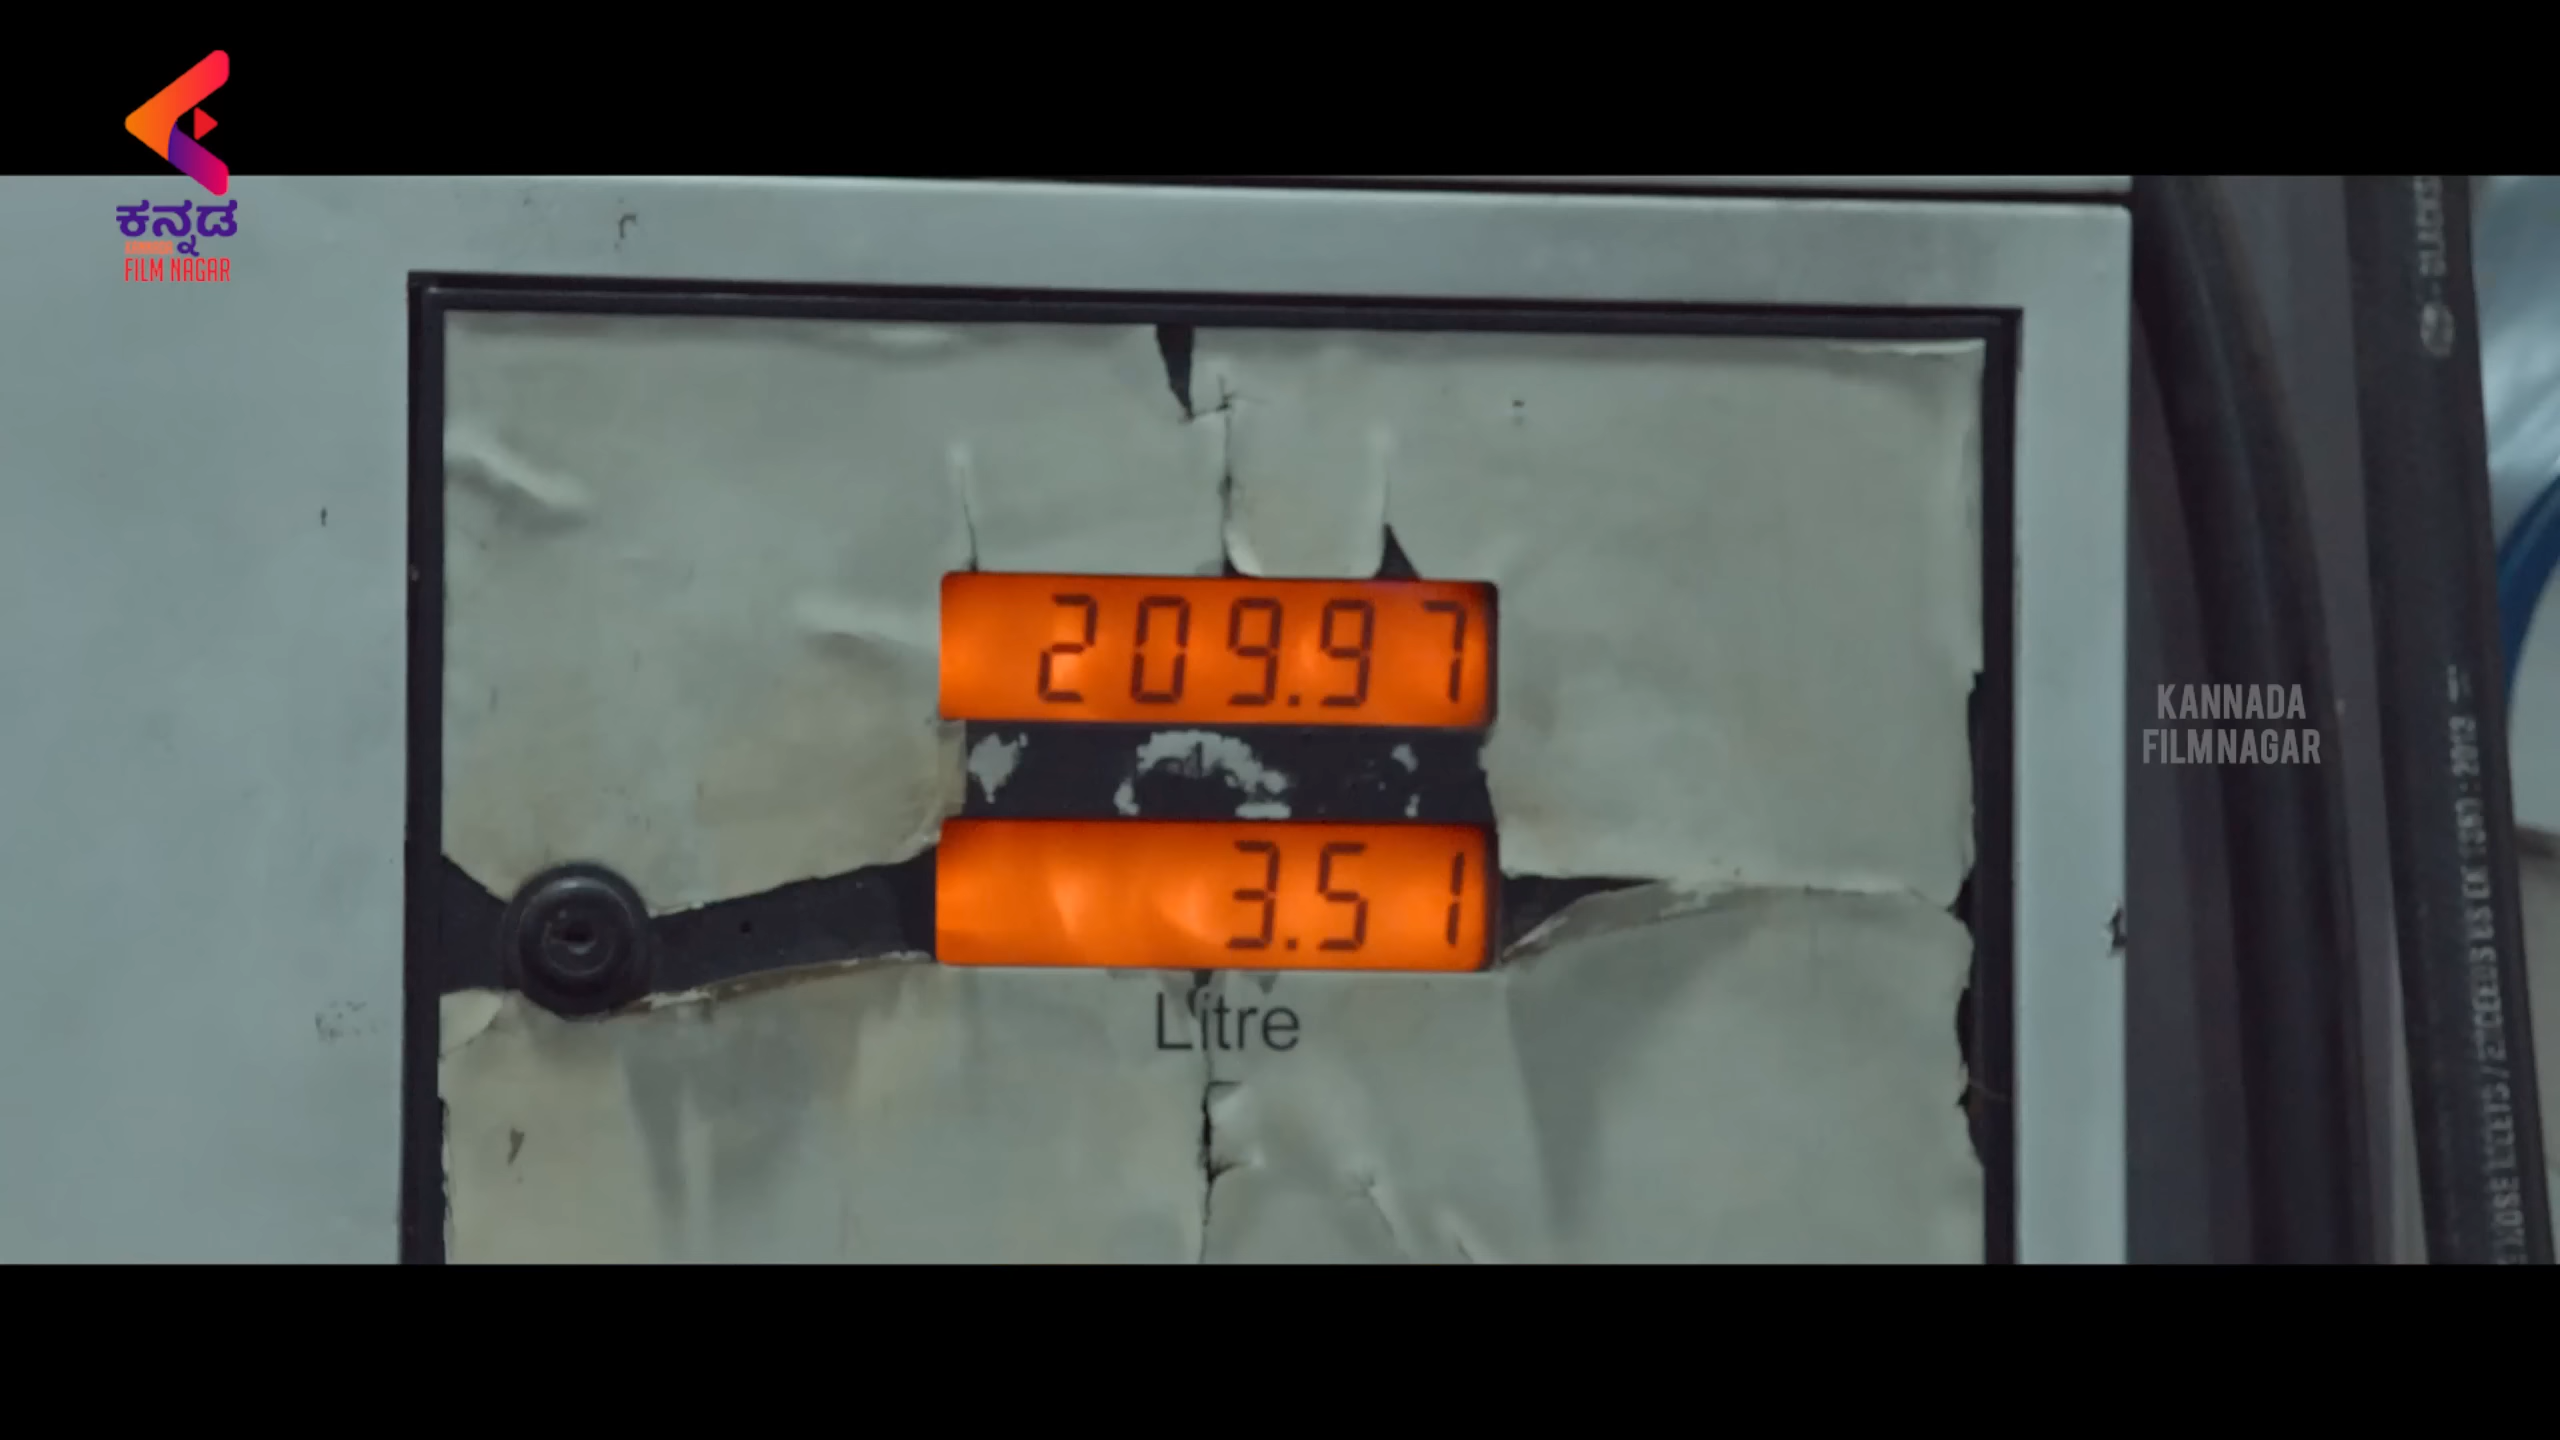 ಕನ್ನಡ
FILM NAGAR
209.97
3.51
Litre
KANNADA
FILMNAGAR